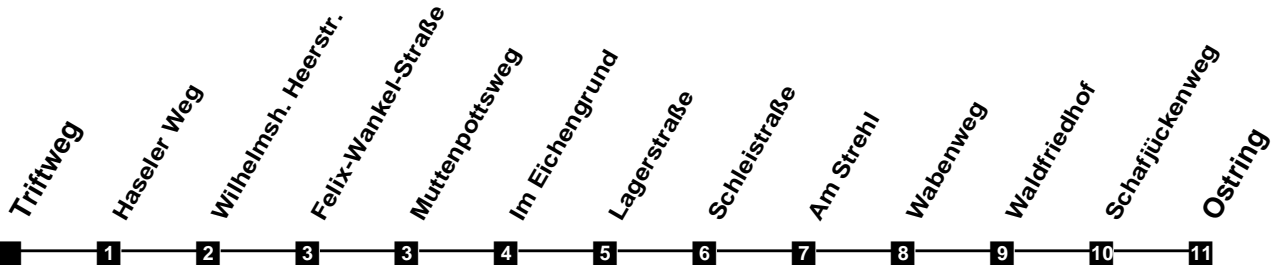 Triftweg
Haseler Weg
Wilhelmsh. Heerstr.
Felix-Wankel-Straße
Muttenpottsweg
Im Eichengrund
Lagerstraße
Schleistraße
Am Strehl
Wabenweg
Waldfriedhof
Schafjückenweg
Ostring
1 2 3 3 4 5 6 7 8 9 10 11